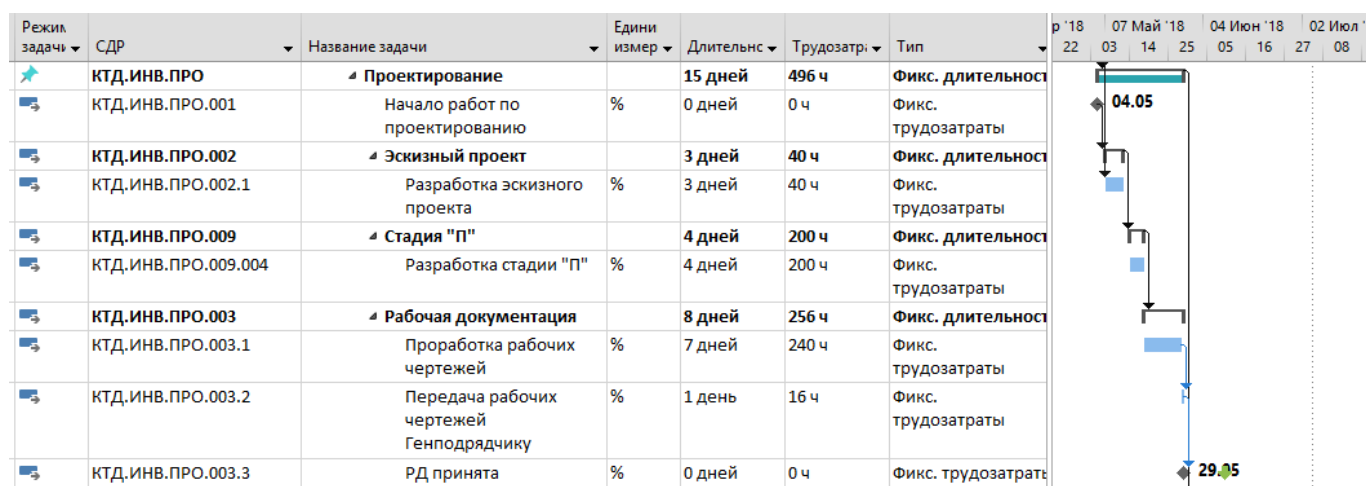 Режим задачи СДР Название задачи Едини измер Длительнс Трудозатра Тип р '18 07 Май '18 04 Июн '18 02 Июл '
22 03 14 25 05 16 27 08
КТД.ИНВ.ПРО Проектирование 15 дней 496 ч Фикс. длительност
КТД.ИНВ.ПРО.001 Начало работ по % 0 дней 0 ч Фикс. 04.05
проектированию трудозатраты
КТД.ИНВ.ПРО.002 Эскизный проект 3 дней 40 ч Фикс. длительност
КТД.ИНВ.ПРО.002.1 Разработка эскизного % 3 дней 40 ч Фикс.
проекта трудозатраты
КТД.ИНВ.ПРО.009 Стадия "П" 4 дней 200 ч Фикс. длительност
КТД.ИНВ.ПРО.009.004 Разработка стадии "П" % 4 дней 200 ч Фикс.
трудозатраты
КТД.ИНВ.ПРО.003 Рабочая документация 8 дней 256 ч Фикс. длительност
КТД.ИНВ.ПРО.003.1 Проработка рабочих % 7 дней 240 ч Фикс.
чертежей трудозатраты
КТД.ИНВ.ПРО.003.2 Передача рабочих % 1 день 16 ч Фикс.
чертежей трудозатраты
Генподрядчику
КТД.ИНВ.ПРО.003.3 РД принята % 0 дней 0 ч Фикс. трудозатрать 29.05